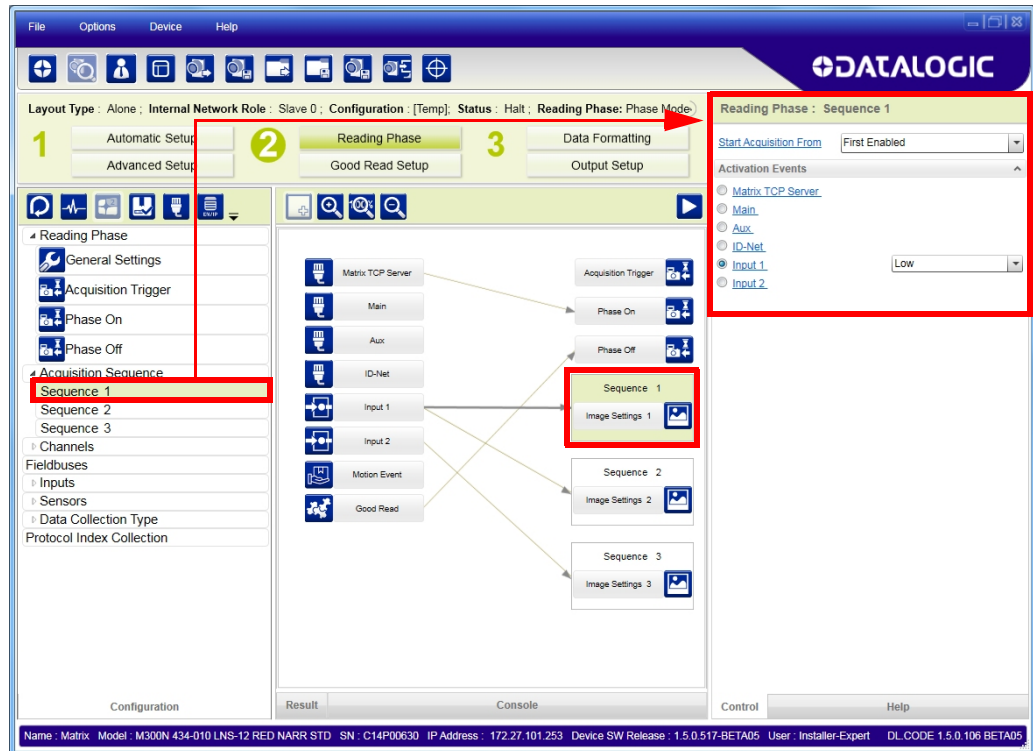 File Options Device Help
DATALOGIC
Layout Type : Alone ; Internal Network Role : Slave 0 ; Configuration : [Temp]; Status : Halt ; Reading Phase: Phase Mode
1 Automatic Setup
Advanced Setup
2 Reading Phase
Good Read Setup
3 Data Formatting
Output Setup
EN/IP
Reading Phase
General Settings
Acquisition Trigger
Phase On
Phase Off
Acquisition Sequence
Sequence 1
Sequence 2
Sequence 3
Channels
Fieldbuses
Inputs
Sensors
Data Collection Type
Protocol Index Collection
Configuration
100%
Matrix TCP Server
Main
Aux
ID-Net
Input 1
Input 2
Motion Event
Good Read
Acquisition Trigger
Phase On
Phase Off
Sequence 1
Image Settings 1
Sequence 2
Image Settings 2
Sequence 3
Image Settings 3
Result Console
Reading Phase : Sequence 1
Start Acquisition From First Enabled
Activation Events
Matrix TCP Server
Main
Aux
ID-Net
Input 1 Low
Input 2
Control Help
Name : Matrix Model : M300N 434-010 LNS-12 RED NARR STD SN : C14P00630 IP Address : 172.27.101.253 Device SW Release : 1.5.0.517-BETA05 User : Installer-Expert DL.CODE 1.5.0.106 BETA05